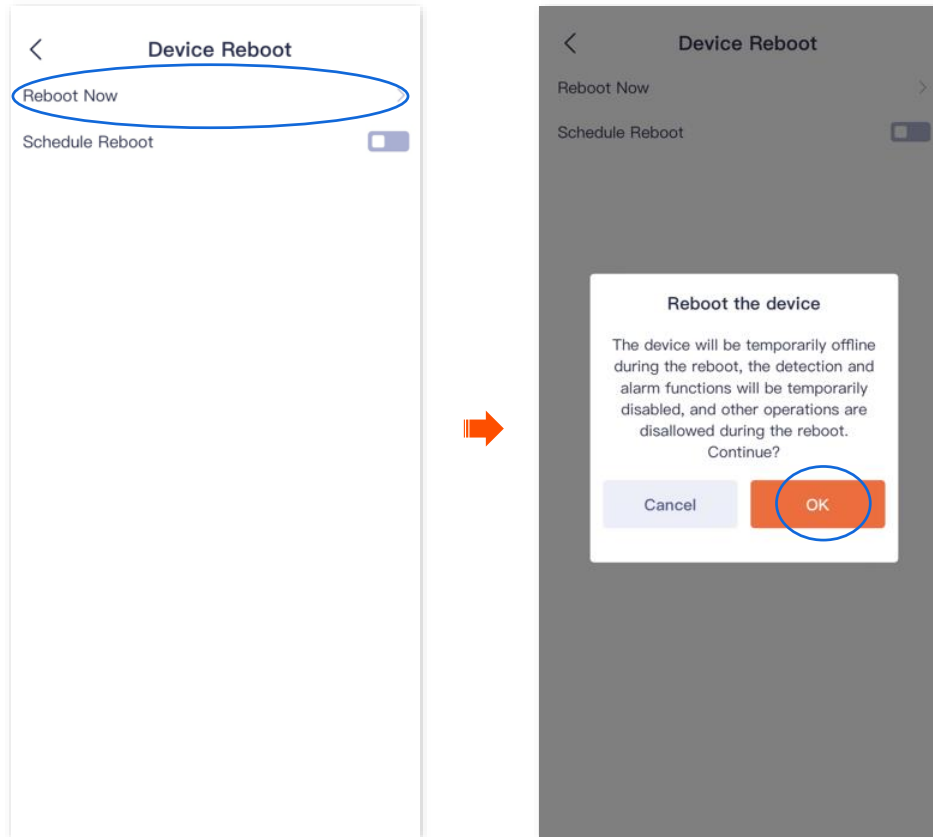 Device Reboot
Reboot Now
Schedule Reboot
Device Reboot
Reboot Now
Schedule Reboot
Reboot the device
The device will be temporarily offline
during the reboot, the detection and
alarm functions will be temporarily
disabled, and other operations are
disallowed during the reboot.
Continue?
Cancel
OK